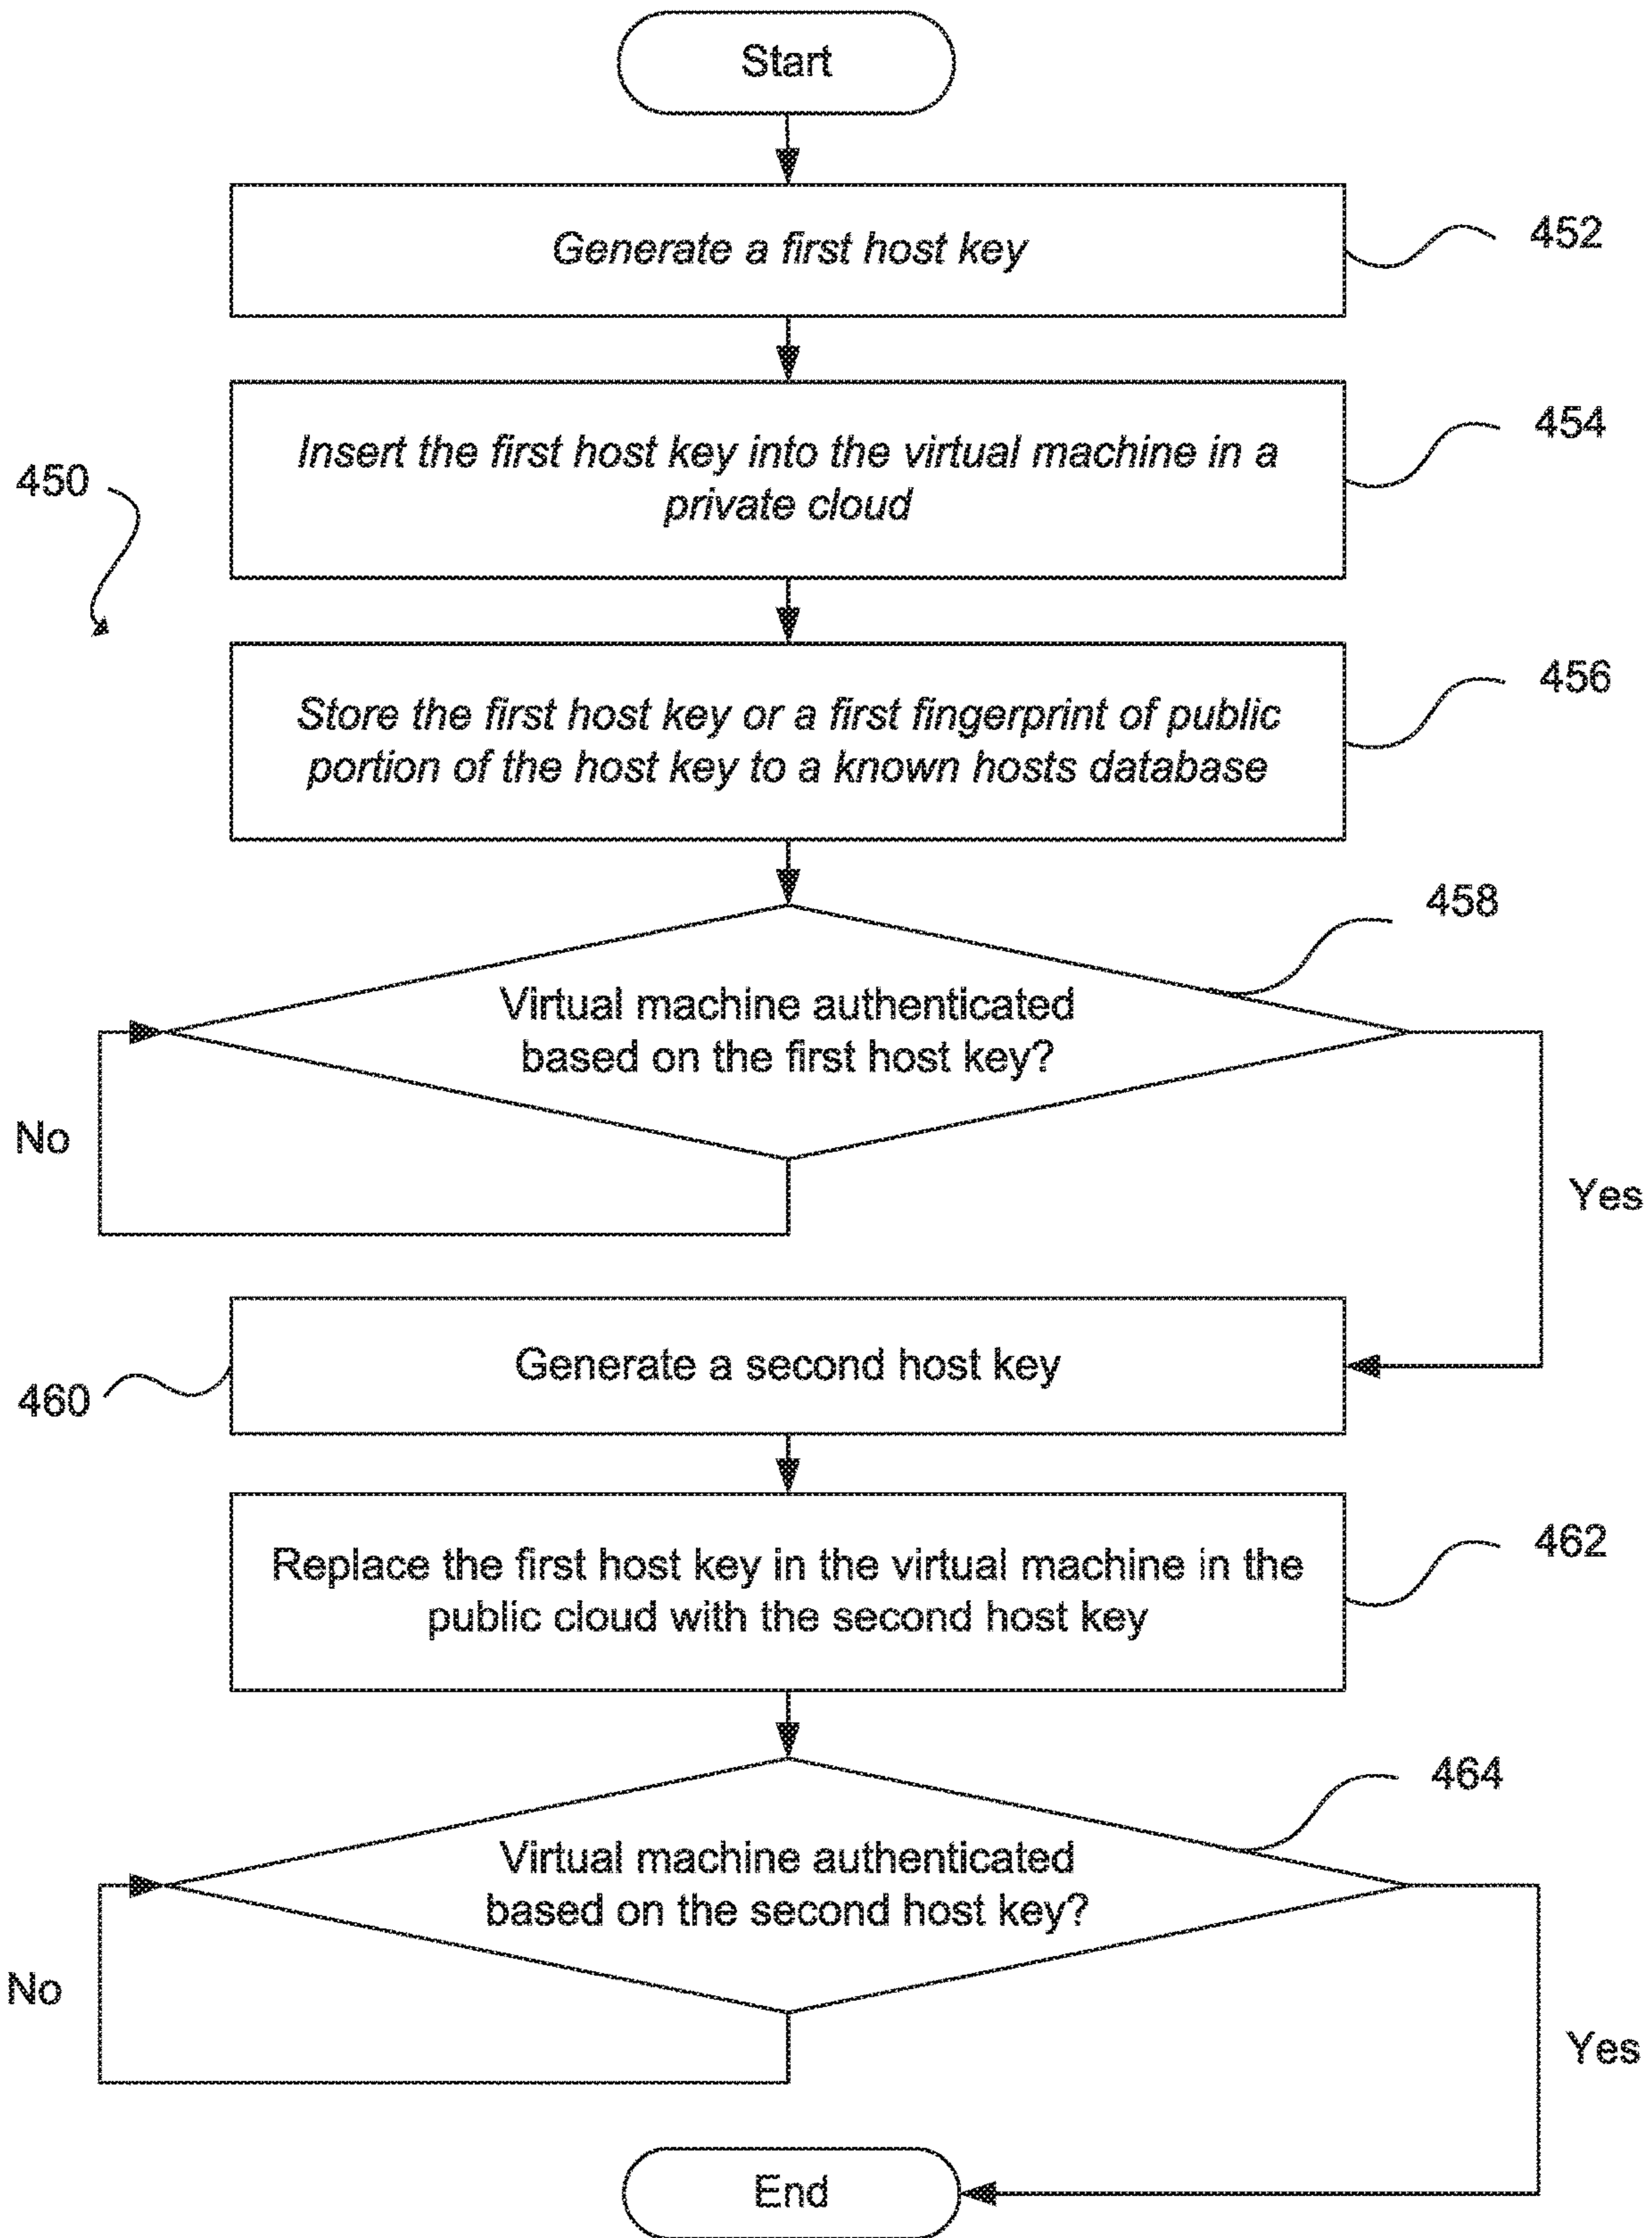 Start
Generate a first host key
452
Insert the first host key into the virtual machine in a
private cloud
454
450
Store the first host key or a first fingerprint of public
portion of the host key to a known hosts database
456
458
Virtual machine authenticated
based on the first host key?
No
Yes
Generate a second host key
460
Replace the first host key in the virtual machine in the
public cloud with the second host key
462
464
Virtual machine authenticated
based on the second host key?
No
Yes
End